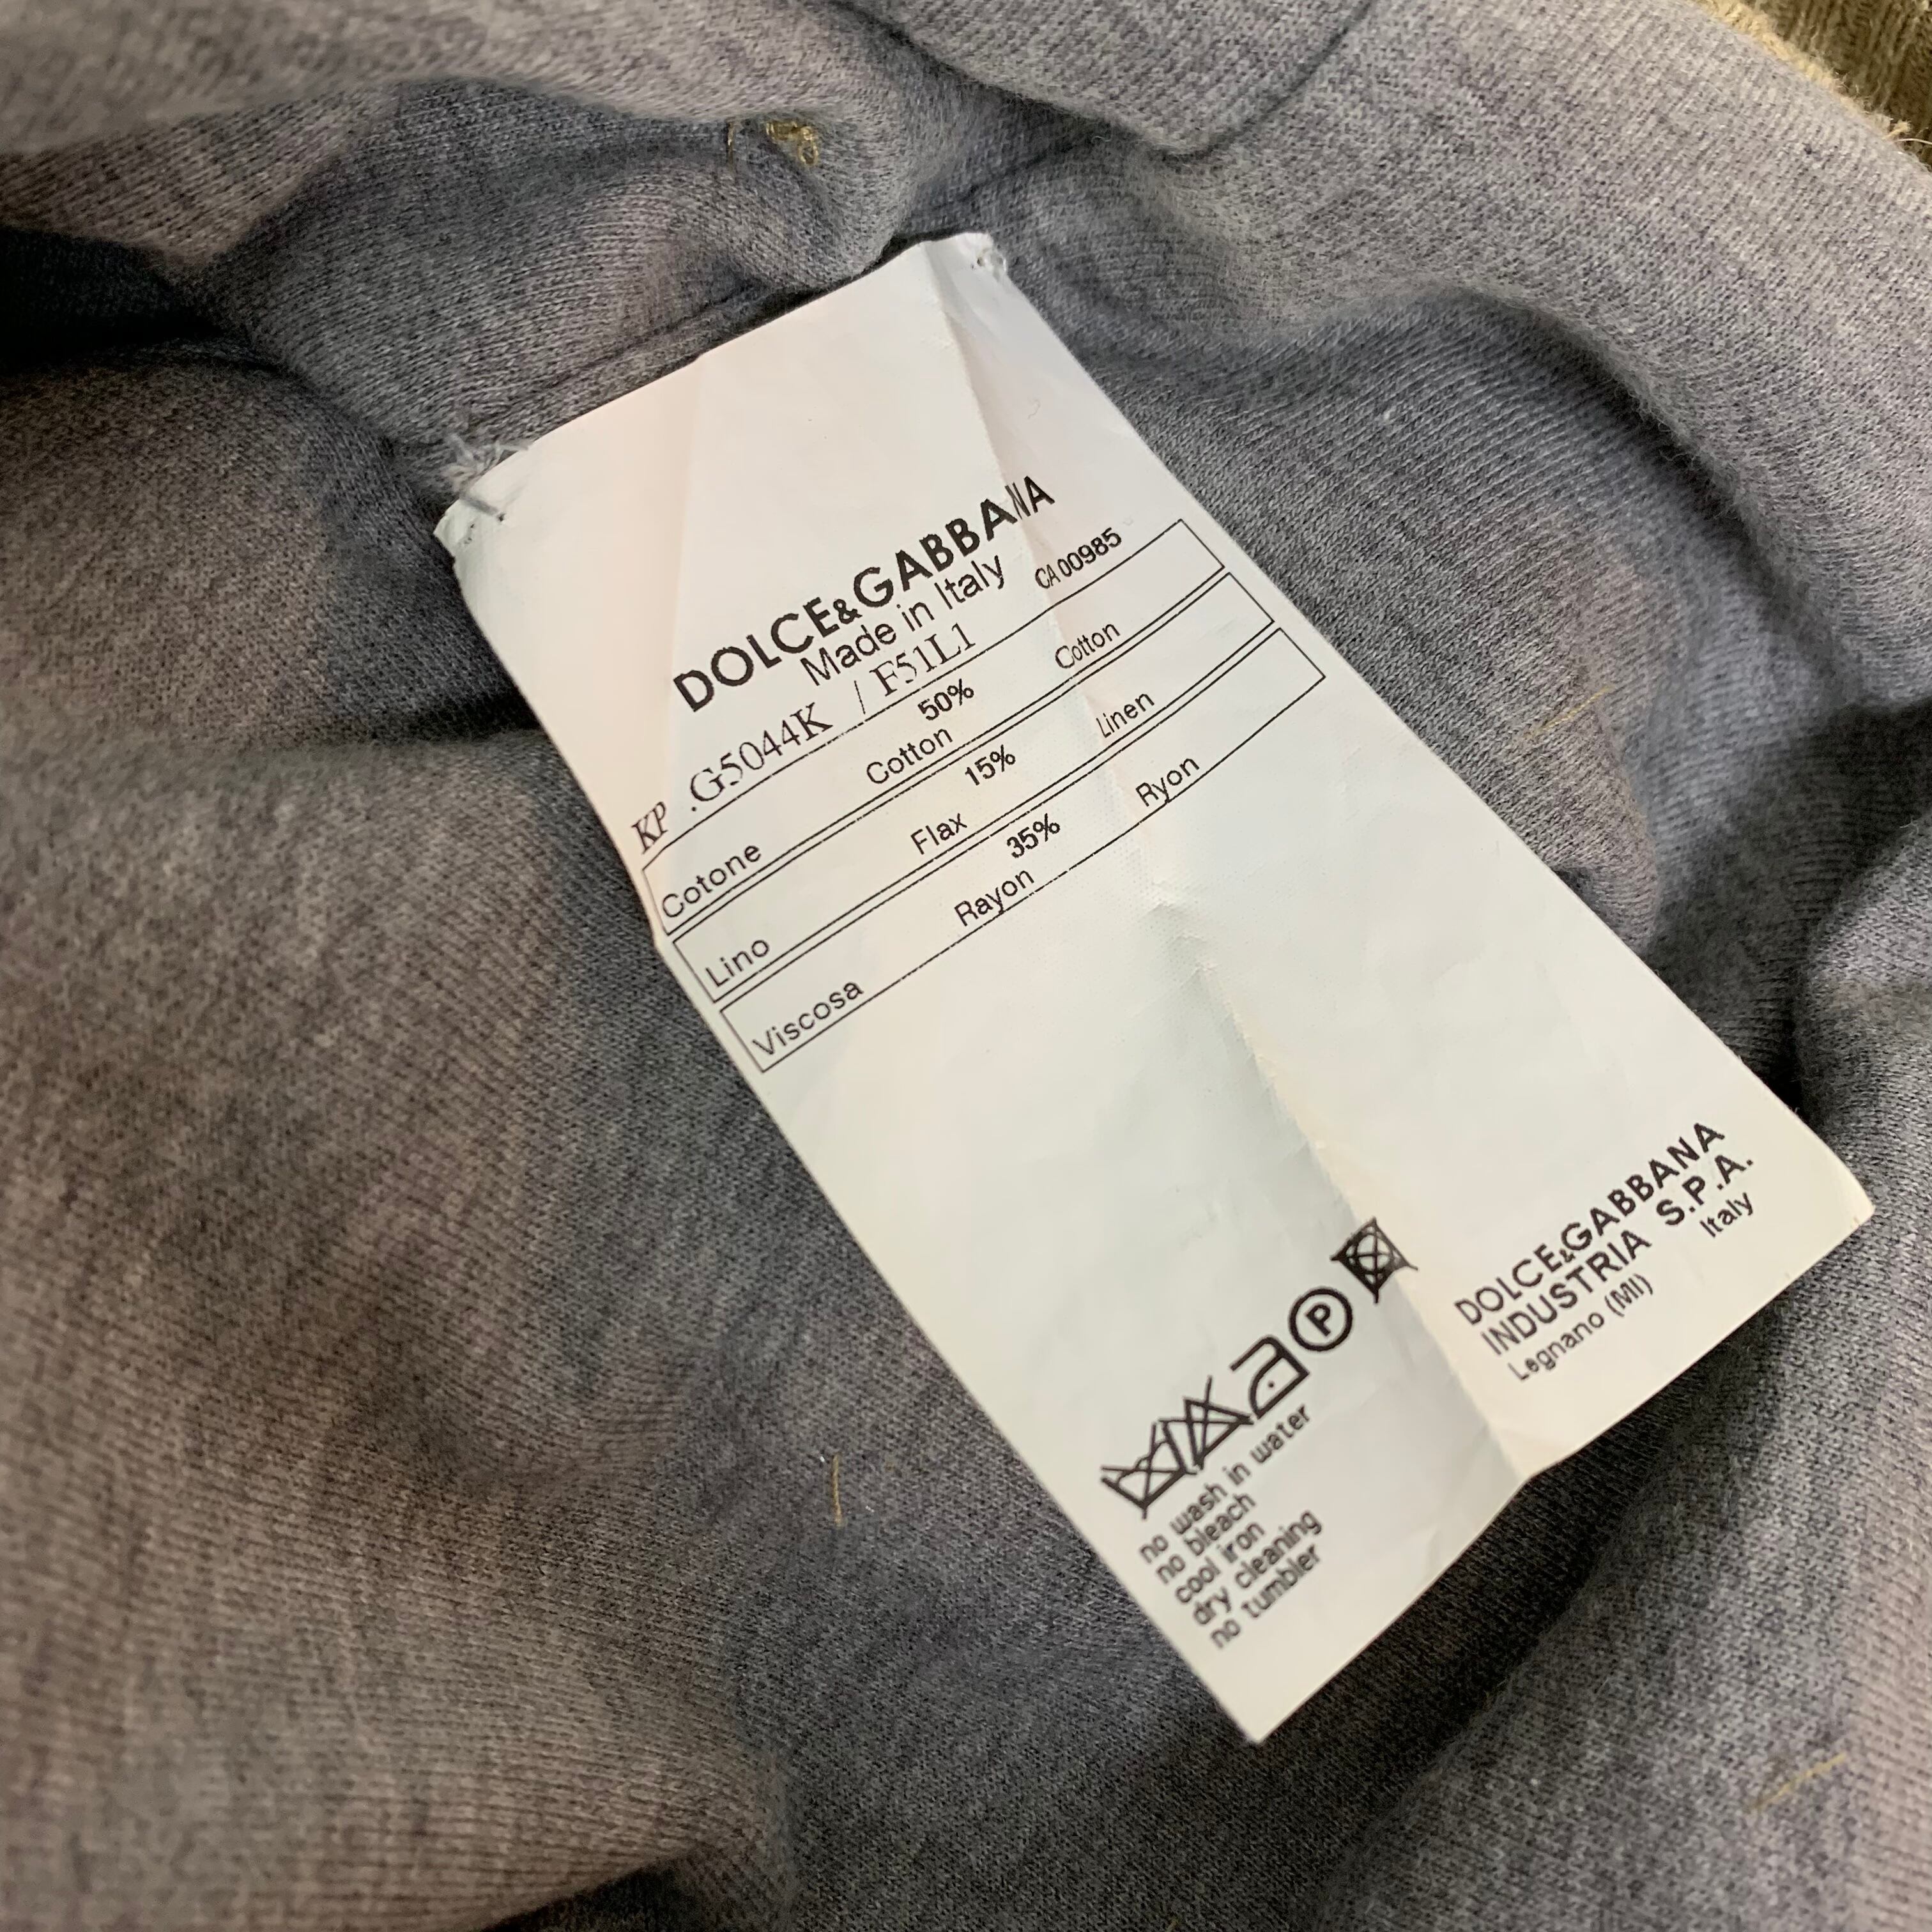 DOLCE&GABBANA
Made in Italy CA 00985
KP .G5044K / F51L1
50%
Cotone Cotton Cotton
15%
Lino Flax Linen
35%
Viscosa Rayon Ryon
P
no wash in water
no bleach
cool iron
dry cleaning
no tumbler
DOLCE&GABBANA
INDUSTRIA S.P.A.
Legnano (MI) Italy